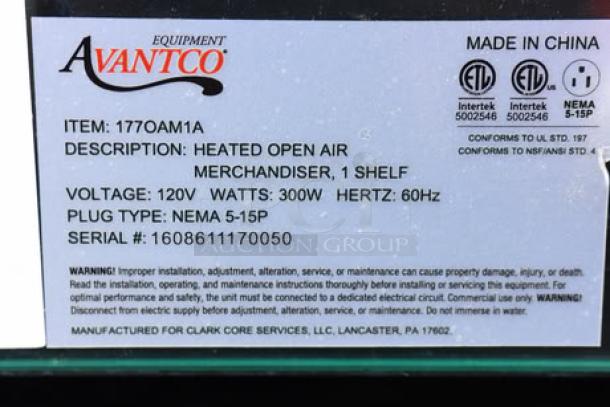 EQUIPMENT
AVANTCO
MADE IN CHINA
ETL
ETL US
Intertek
5002546
Intertek
5002546
NEMA
5-15P
CONFORMS TO UL STD. 197
CONFORMS TO NSF/ANSI STD. 4
ITEM: 177OAM1A
DESCRIPTION: HEATED OPEN AIR
MERCHANDISER, 1 SHELF
VOLTAGE: 120V WATTS: 300W HERTZ: 60Hz
PLUG TYPE: NEMA 5-15P
SERIAL #: 1608611170050
AUCTION GROUP
WARNING! Improper installation, adjustment, alteration, service, or maintenance can cause property damage, injury, or death.
Read the installation, operating, and maintenance instructions thoroughly before installing or servicing this equipment. For
optimal performance and safety, the unit must be connected to a dedicated electrical circuit. Commercial use only. WARNING!
Disconnect from electric supply before adjustment, alteration, service, or maintenance. Do not immerse in water.
MANUFACTURED FOR CLARK CORE SERVICES, LLC, LANCASTER, PA 17602.